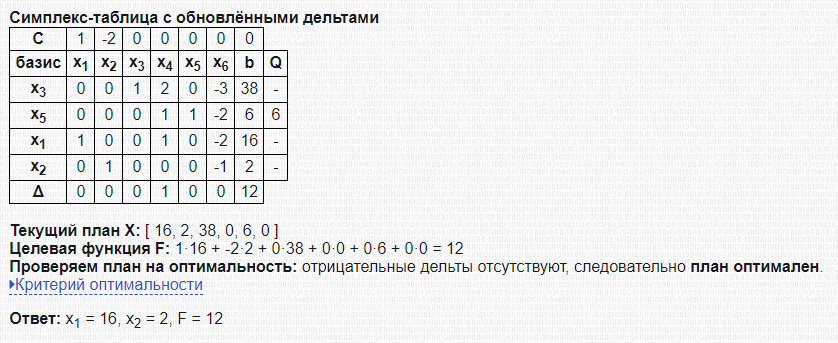 Симплекс-таблица с обновлёнными дельтами
C 1 -2 0 0 0 0 0
базис x1 x2 x3 x4 x5 x6 b Q
x3 0 0 1 2 0 -3 38 -
x5 0 0 0 1 1 -2 6 6
x1 1 0 0 1 0 -2 16 -
x2 0 1 0 0 0 -1 2 -
Δ 0 0 0 1 0 0 12
Текущий план X: [ 16, 2, 38, 0, 6, 0 ]
Целевая функция F: 1·16 + -2·2 + 0·38 + 0·0 + 0·6 + 0·0 = 12
Проверяем план на оптимальность: отрицательные дельты отсутствуют, следовательно план оптимален.
Критерий оптимальности
Ответ: x1 = 16, x2 = 2, F = 12